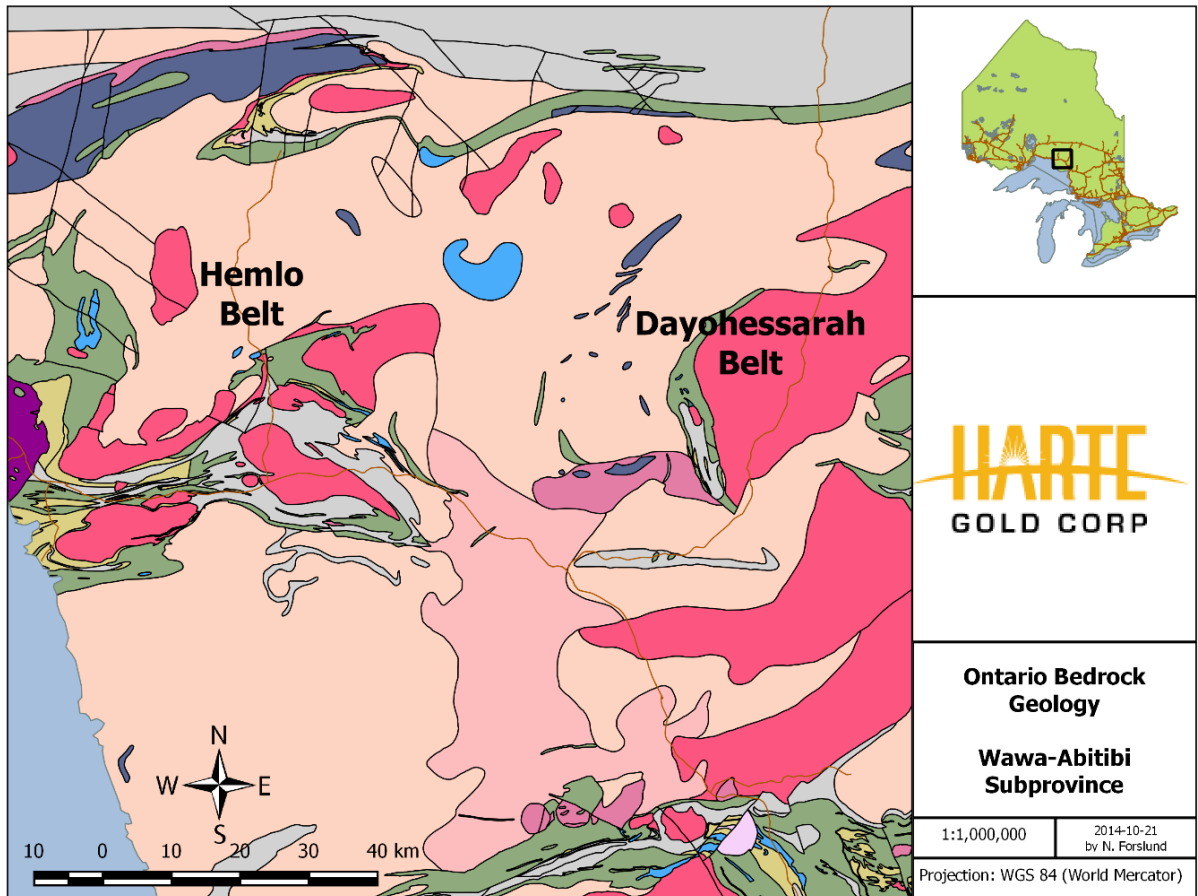 Hemlo
Belt
Dayohessarah
Belt
N
W E
S
10 0 10 20 30 40 km
HARTE
GOLD CORP
Ontario Bedrock
Geology
Wawa-Abitibi
Subprovince
1:1,000,000
2014-10-21
by N. Forslund
Projection: WGS 84 (World Mercator)